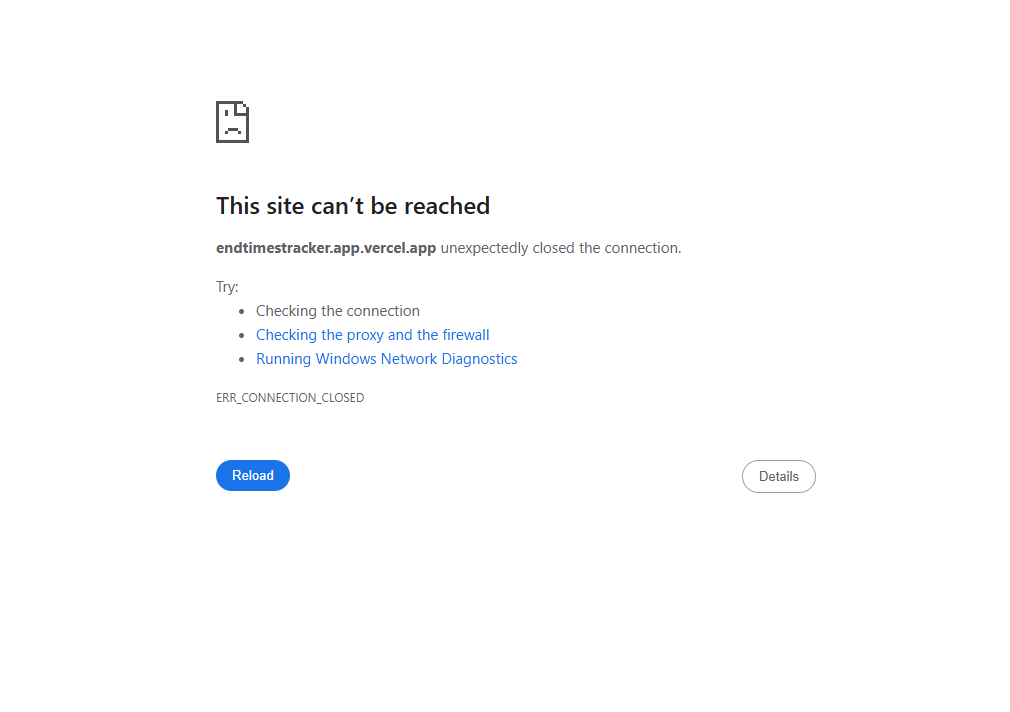 This site can’t be reached
endtimestracker.app.vercel.app unexpectedly closed the connection.
Try:
Checking the connection
Checking the proxy and the firewall
Running Windows Network Diagnostics
ERR_CONNECTION_CLOSED
Reload
Details